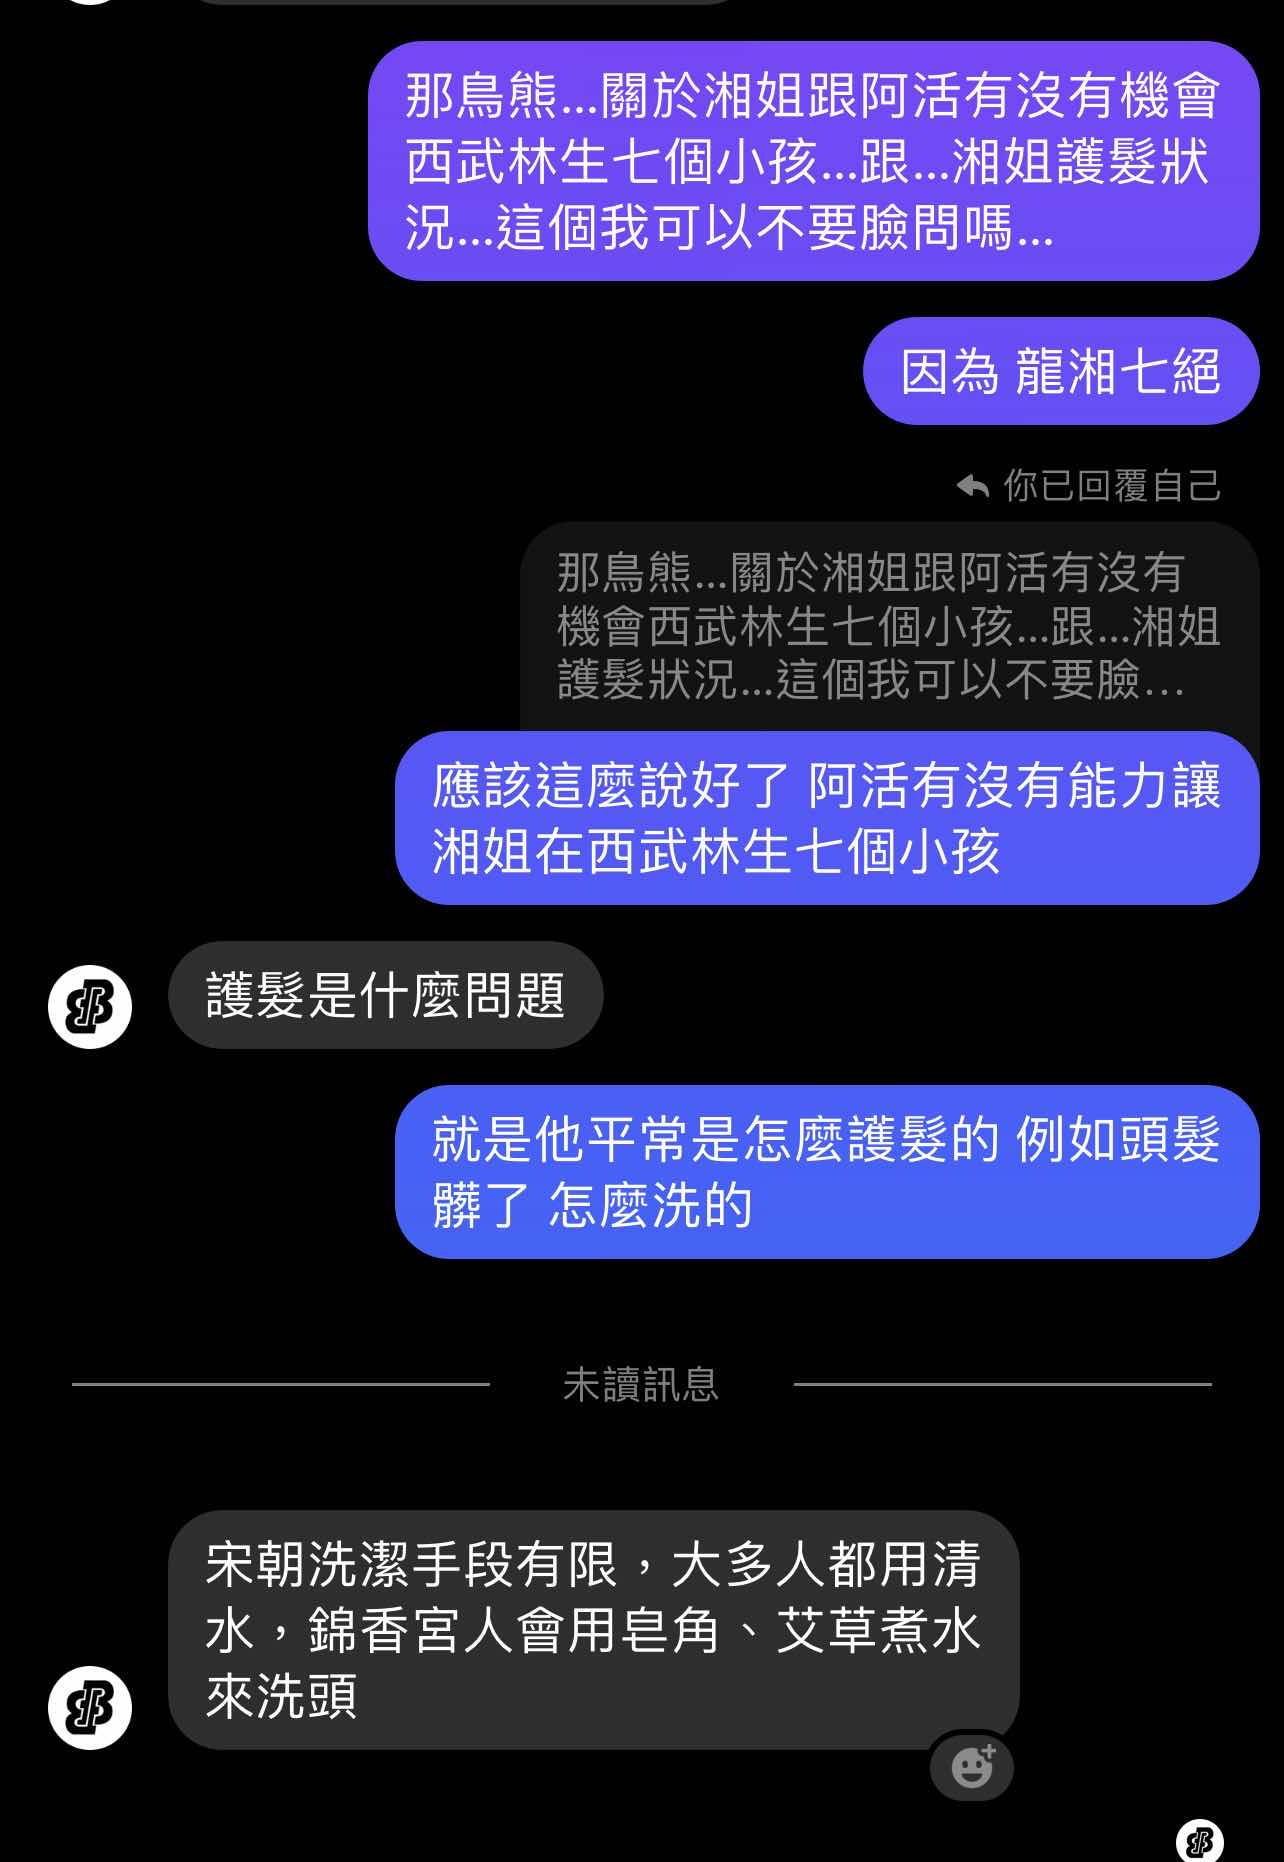 那鳥熊...關於湘姐跟阿活有沒有機會
西武林生七個小孩...跟...湘姐護髮狀
況...這個我可以不要臉問嗎...
因為 龍湘七絕
你已回覆自己
那鳥熊...關於湘姐跟阿活有沒有
機會西武林生七個小孩...跟...湘姐
護髮狀況...這個我可以不要臉...
應該這麼說好了 阿活有沒有能力讓
湘姐在西武林生七個小孩
護髮是什麼問題
就是他平常是怎麼護髮的 例如頭髮
髒了 怎麼洗的
未讀訊息
宋朝洗潔手段有限，大多人都用清
水，錦香宮人會用皂角、艾草煮水
來洗頭